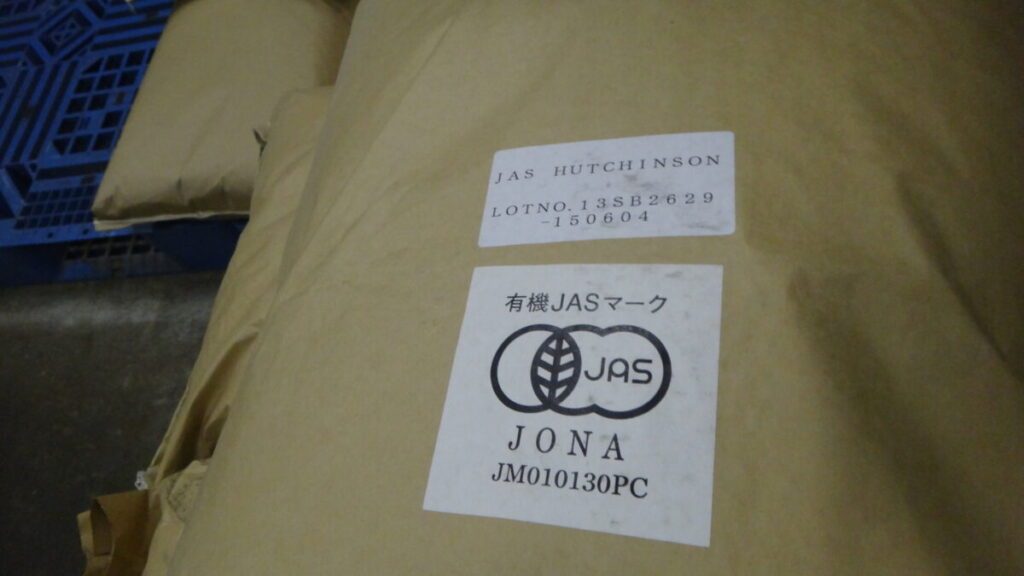 JAS HUTCHINSON
LOTNO.13SB2629
-150604
有機JASマーク
JAS
JONA
JM010130PC